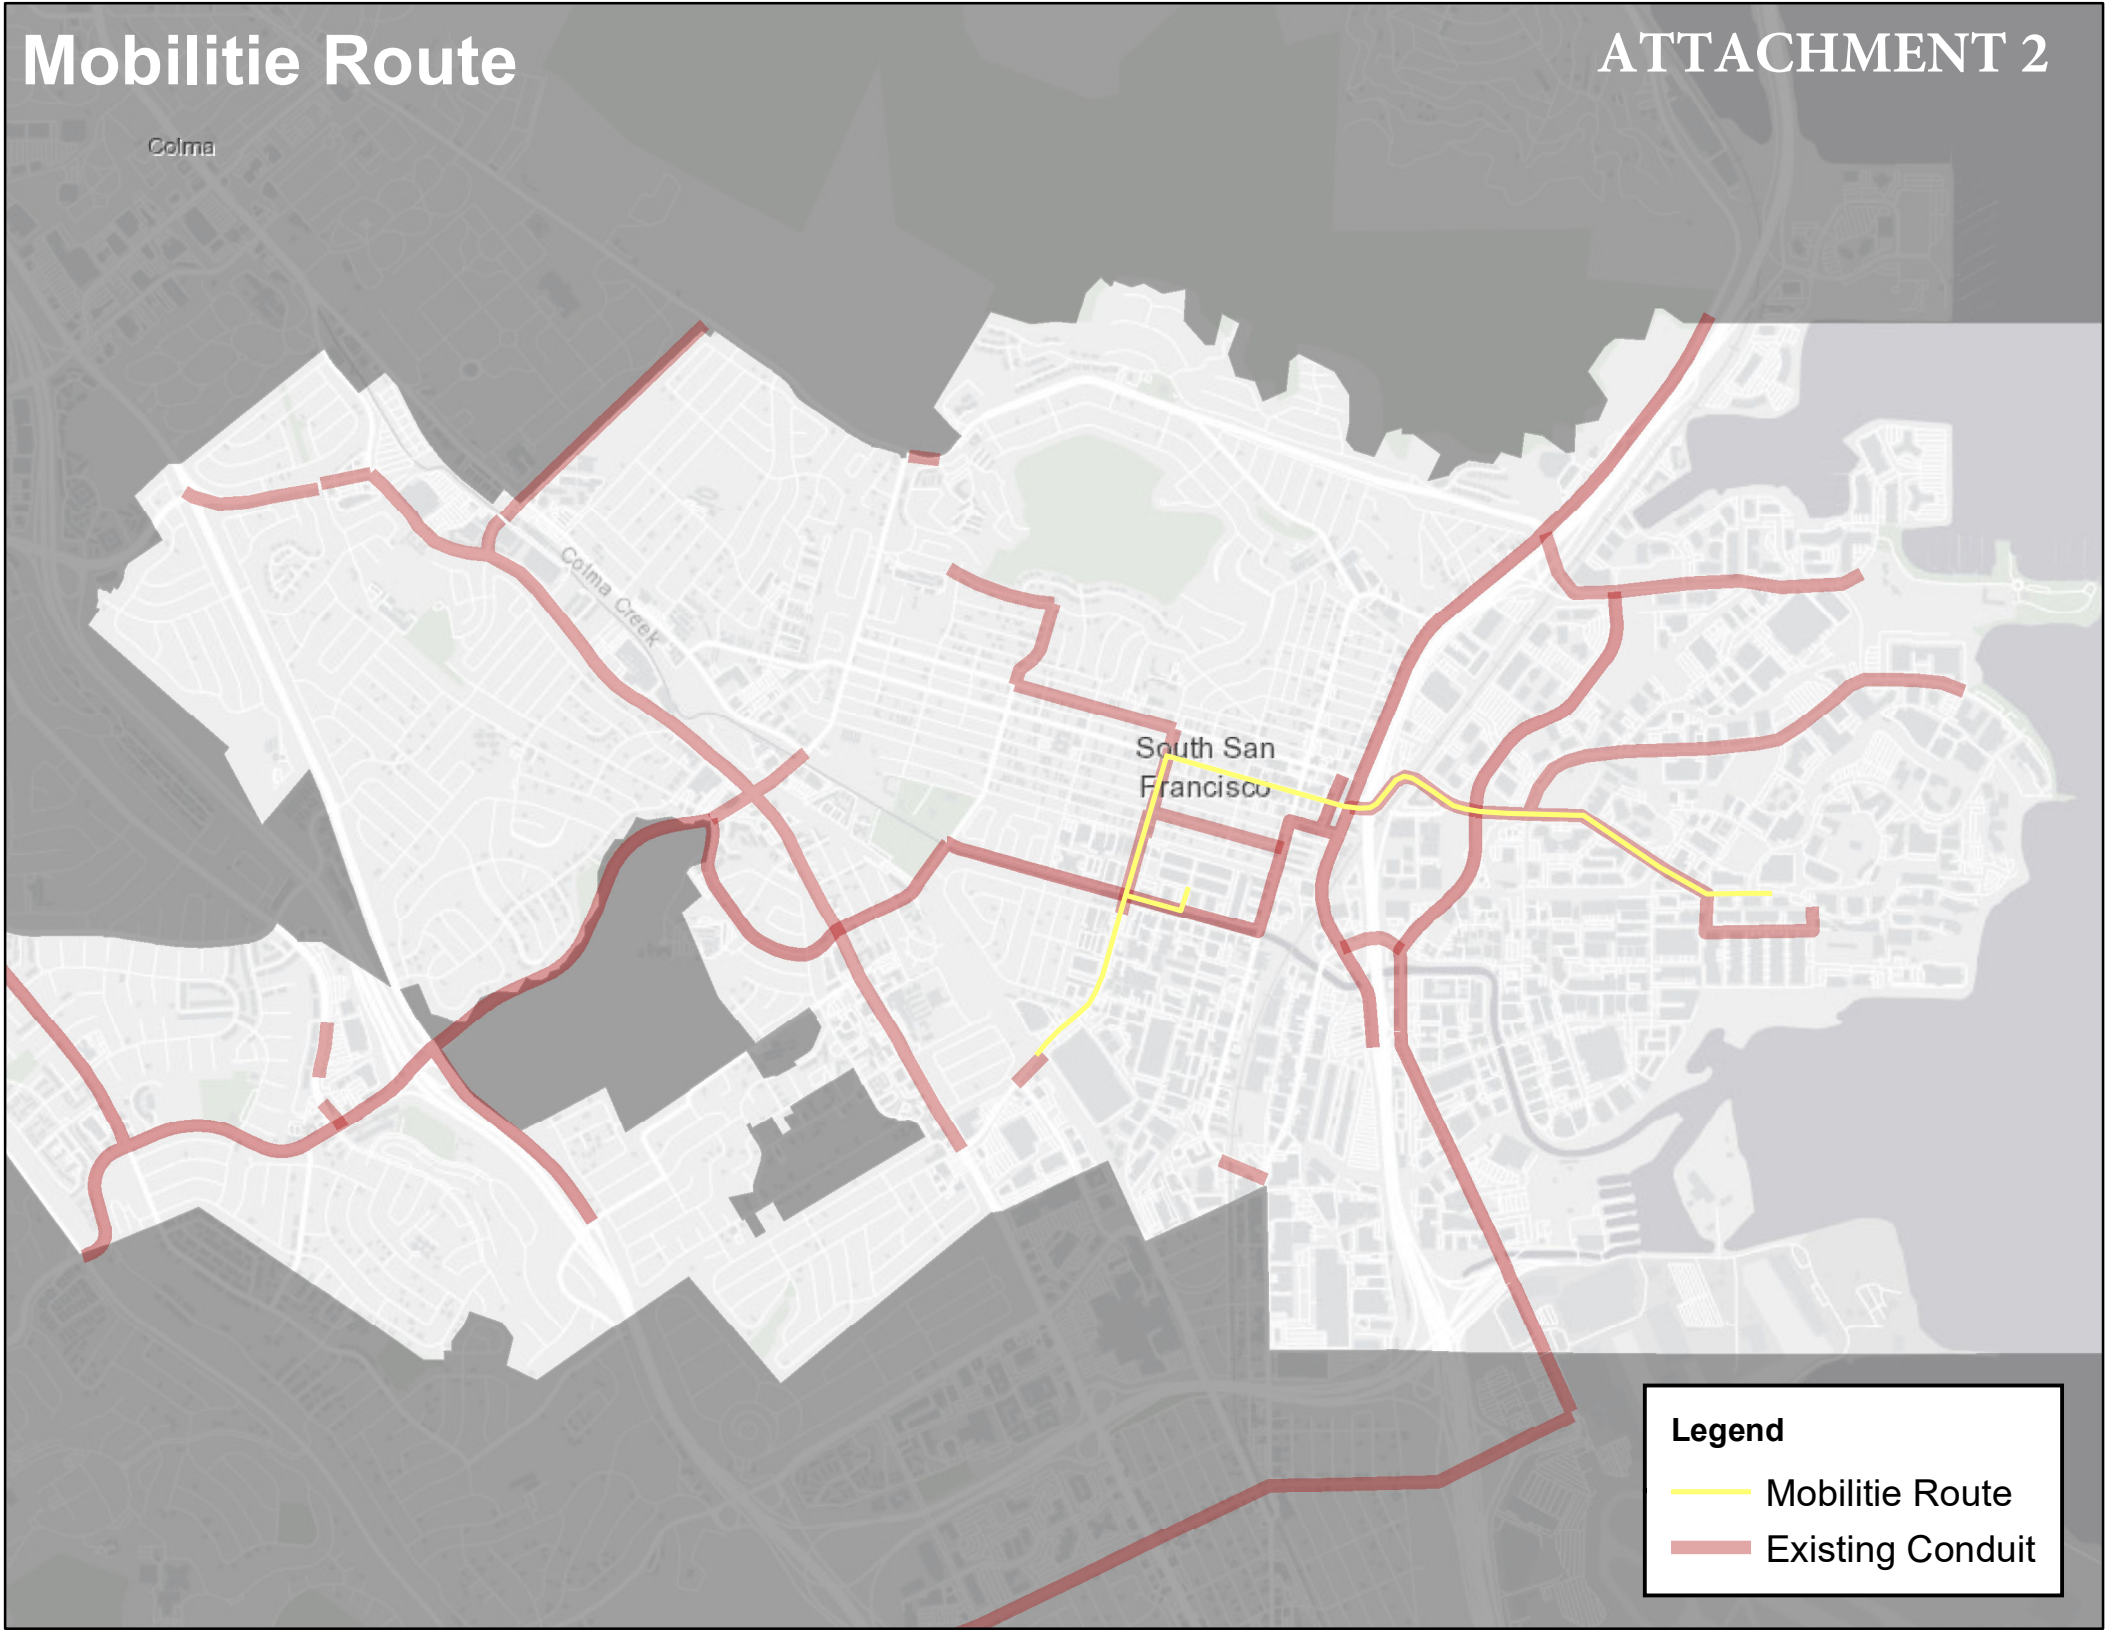 Mobilitie Route
ATTACHMENT 2
Colma
Colma Creek
South San
Francisco
Legend
Mobilitie Route
Existing Conduit